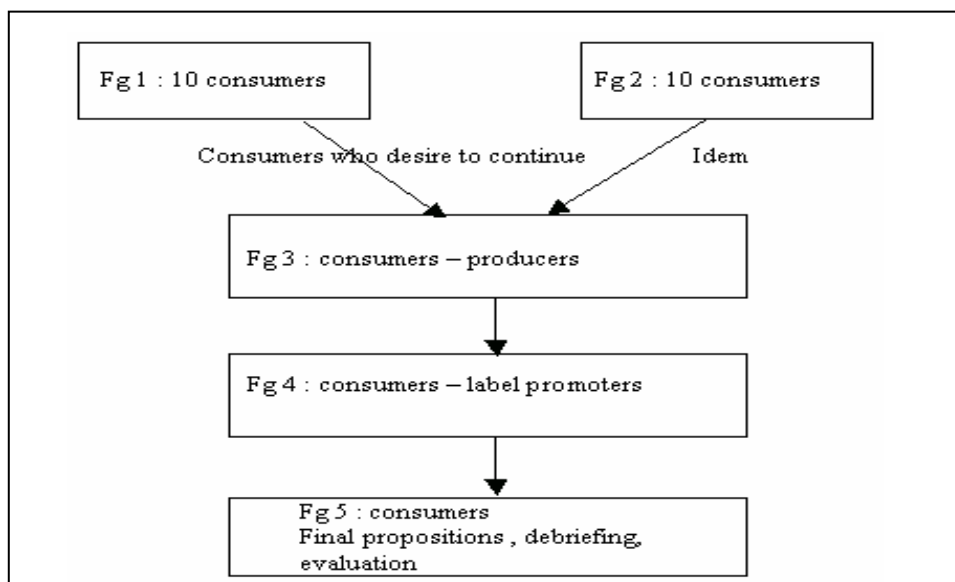 Fg 1 : 10 consumers
Fg 2 : 10 consumers
Consumers who desire to continue
Idem
Fg 3 : consumers – producers
Fg 4 : consumers – label promoters
Fg 5 : consumers
Final propositions , debriefing,
evaluation